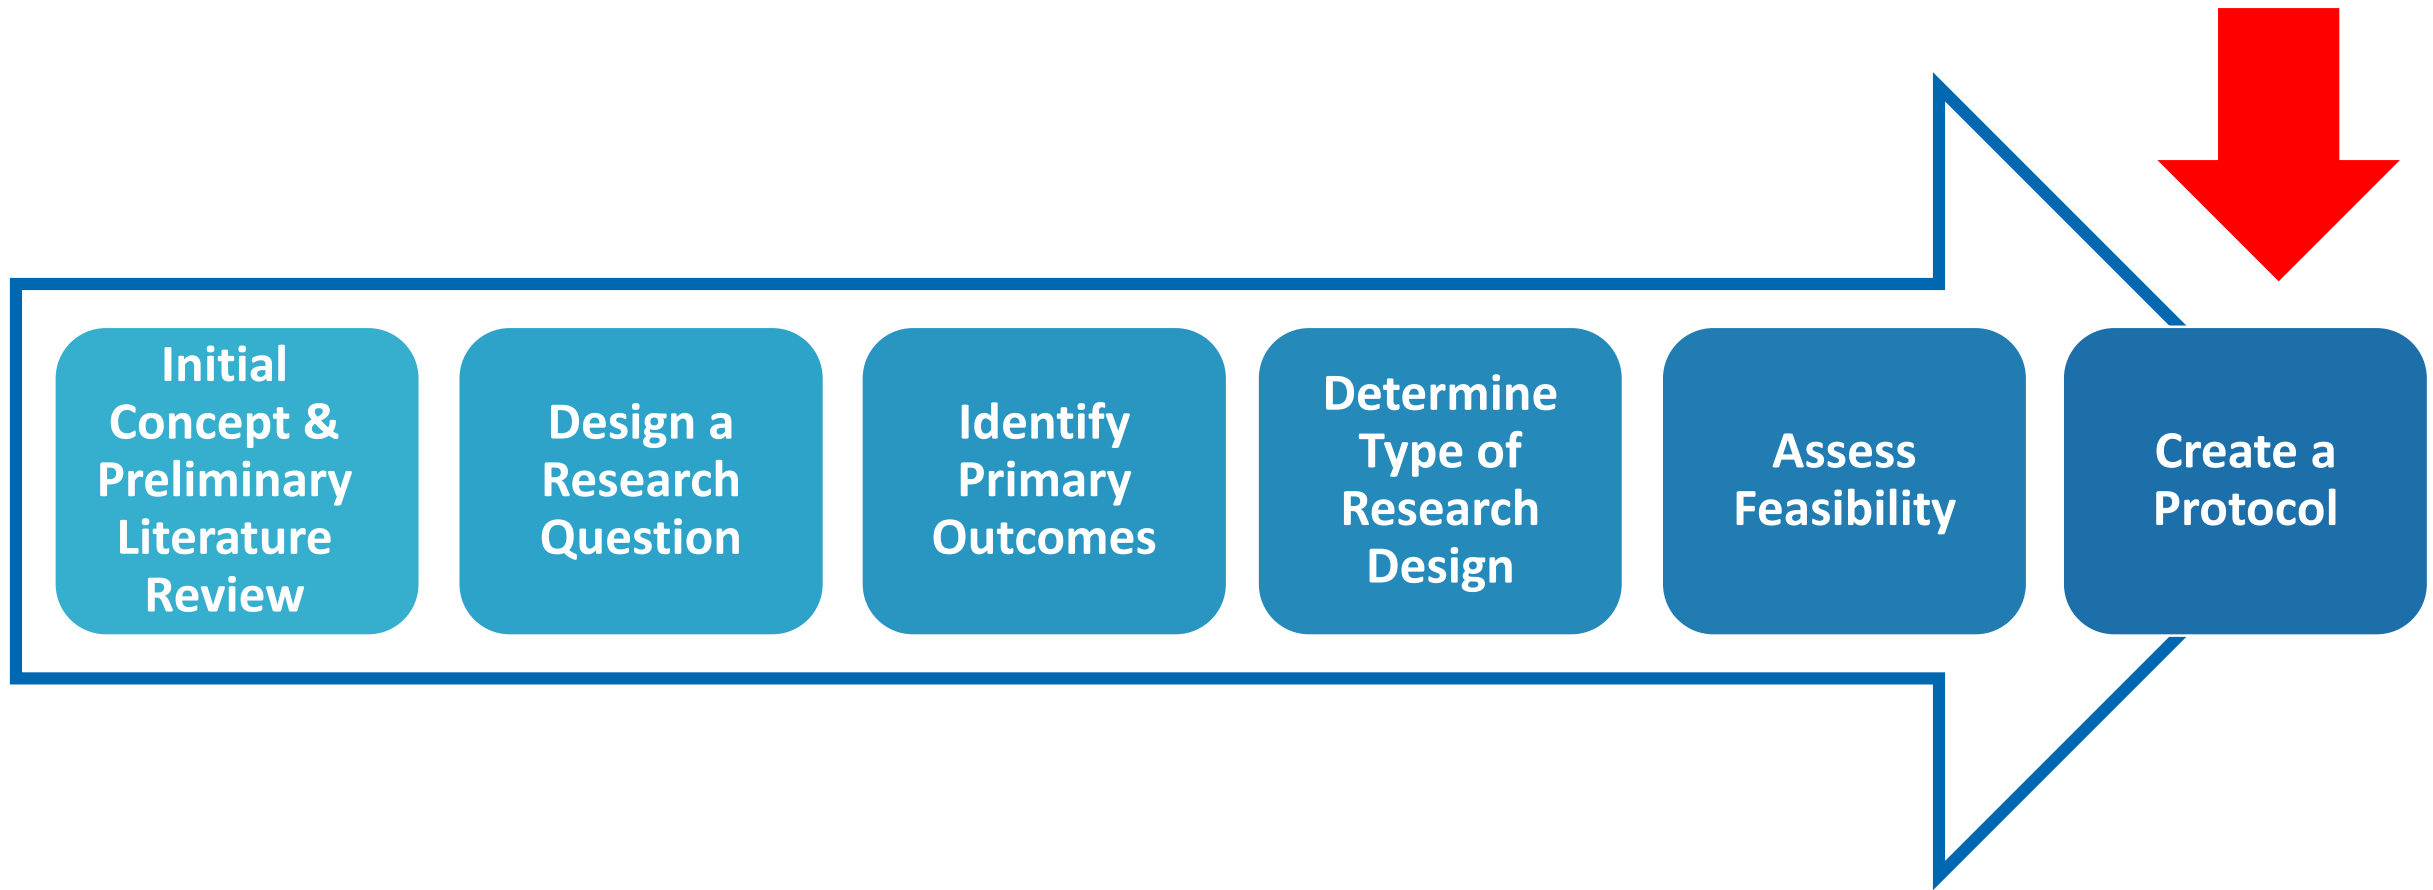 Initial
Concept &
Preliminary
Literature
Review
Design a
Research
Question
Identify
Primary
Outcomes
Determine
Type of
Research
Design
Assess
Feasibility
Create a
Protocol